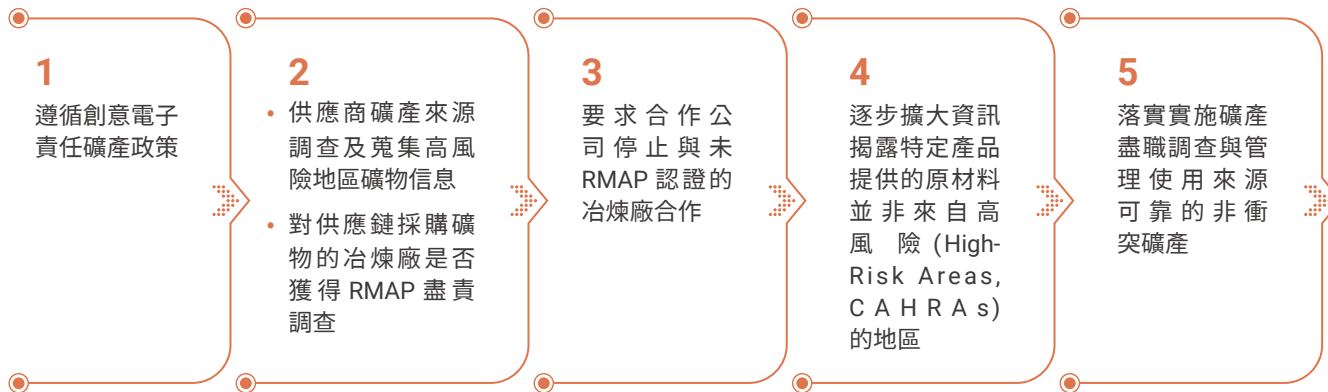 1
遵循創意電子
責任礦產政策
2
• 供應商礦產來源
調查及蒐集高風
險地區礦物信息
• 對供應鏈採購礦
物的冶煉廠是否
獲得 RMAP 盡責
調查
3
要求合作公
司停止與未
RMAP 認證的
冶煉廠合作
4
逐步擴大資訊
揭露特定產品
提供的原材料
並非來自高
風險(High-
Risk Areas,
CAHRAs)
的地區
5
落實實施礦產
盡職調查與管
理使用來源
可靠的非衝
突礦產